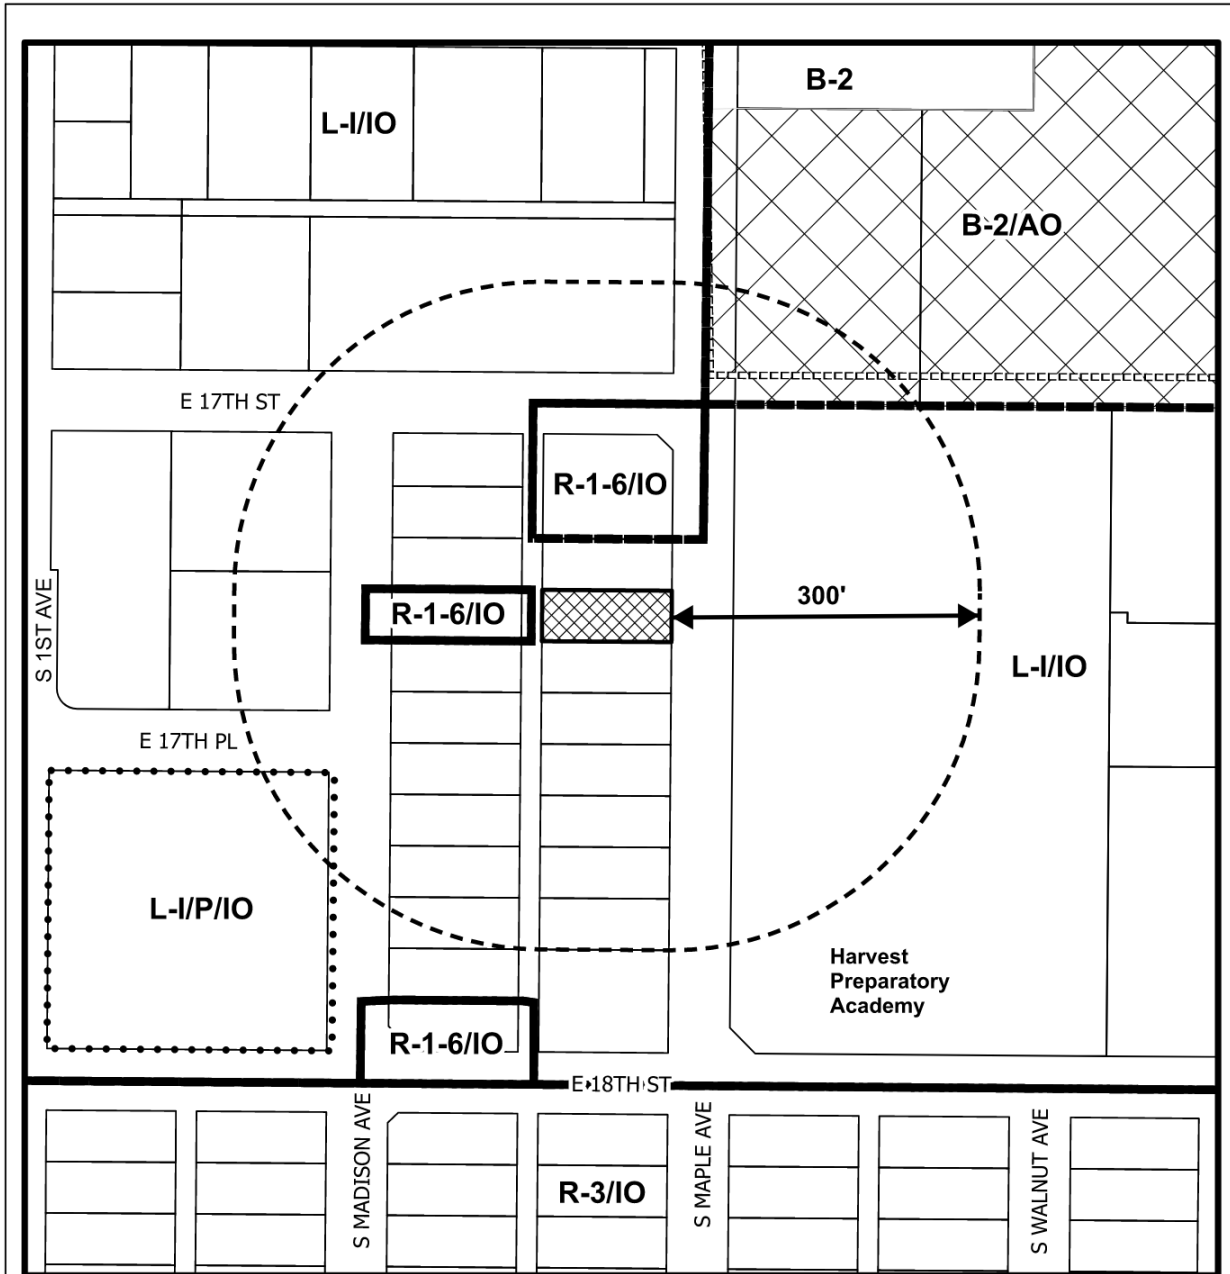 B-2
L-I/IO
B-2/AO
E 17TH ST
R-1-6/IO
300'
R-1-6/IO
S 1ST AVE
L-I/IO
E 17TH PL
L-I/P/IO
Harvest
Preparatory
Academy
R-1-6/IO
E 18TH ST
S MADISON AVE
S MAPLE AVE
S WALNUT AVE
R-3/IO